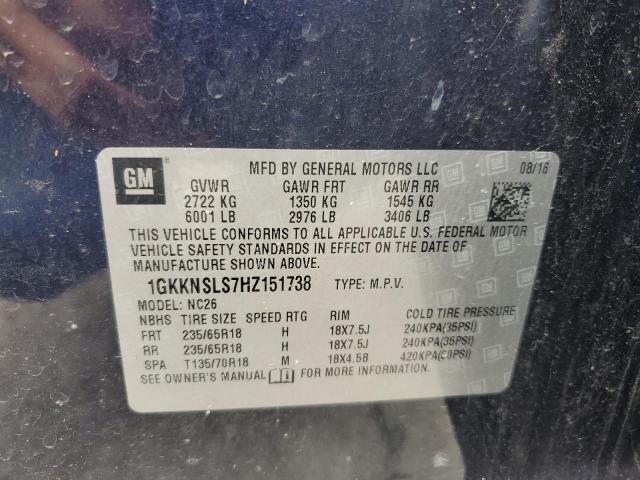 GM
MFD BY GENERAL MOTORS LLC 08/16
GVWR GAWR FRT GAWR RR
2722 KG 1350 KG 1545 KG
6001 LB 2976 LB 3406 LB
THIS VEHICLE CONFORMS TO ALL APPLICABLE U.S. FEDERAL MOTOR
VEHICLE SAFETY STANDARDS IN EFFECT ON THE DATE OF
MANUFACTURE SHOWN ABOVE.
1GKKNSLS7HZ151738 TYPE: M.P.V.
MODEL: NC26
NBHS TIRE SIZE SPEED RTG RIM COLD TIRE PRESSURE
FRT 235/65R18 H 18X7.5J 240KPA(35PSI)
RR 235/65R18 H 18X7.5J 240KPA(35PSI)
SPA T135/70R18 M 18X4.5B 420KPA(60PSI)
SEE OWNER'S MANUAL FOR MORE INFORMATION.